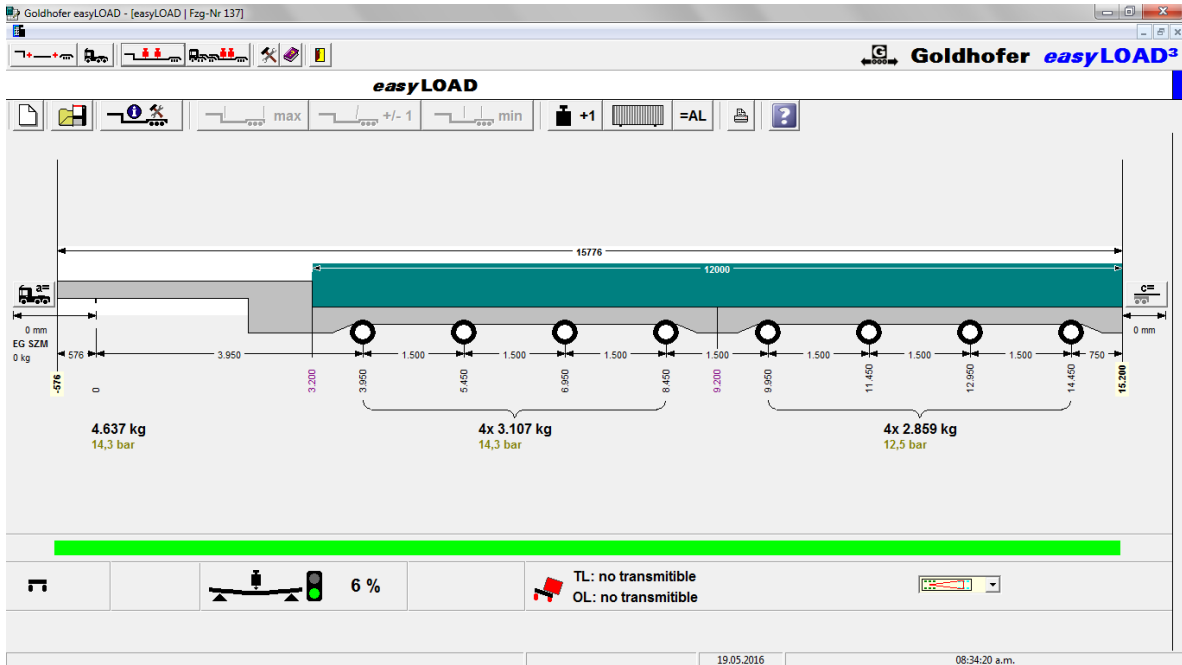 Goldhofer easyLOAD - [easyLOAD | Fzg-Nr 137]
G Goldhofer easyLOAD³
easyLOAD
max +/- 1 min +1 =AL ?
15776
12000
a= c=
0 mm 0 mm
EG SZM
0 kg
576 3.950 1.500 1.500 1.500 1.500 1.500 1.500 1.500 750
-576 0 3.200 3.950 5.450 6.950 8.450 9.200 9.950 11.450 12.950 14.450 15.200
4.637 kg 4x 3.107 kg 4x 2.859 kg
14,3 bar 14,3 bar 12,5 bar
6 %
TL: no transmitible
OL: no transmitible
19.05.2016 08:34:20 a.m.